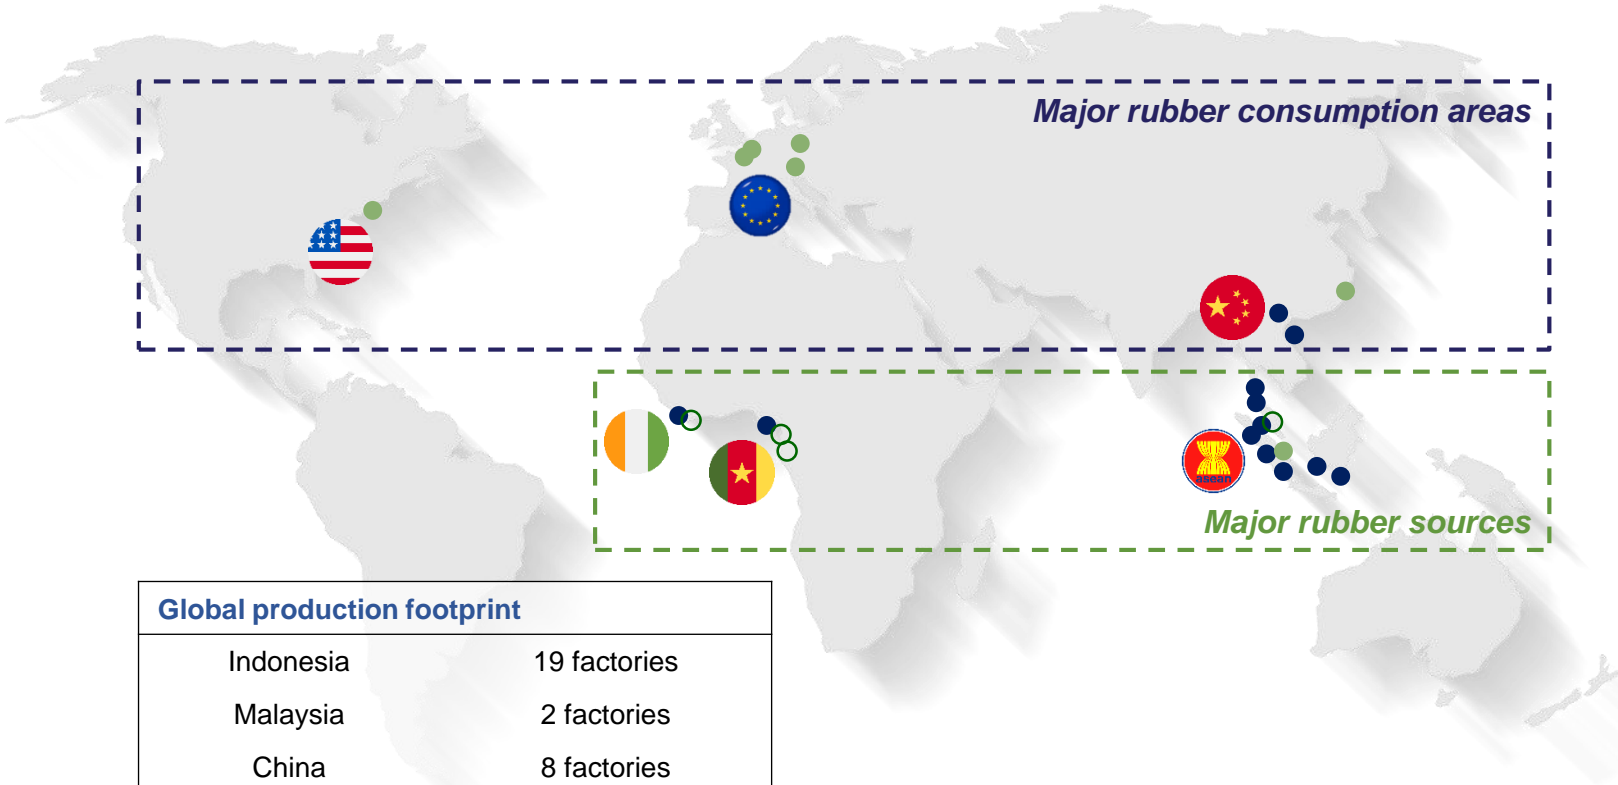 Major rubber consumption areas
asean
Major rubber sources
Global production footprint
Indonesia 19 factories
Malaysia 2 factories
China 8 factories